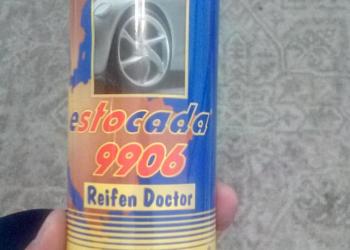 estocada
9906
Reifen Doctor